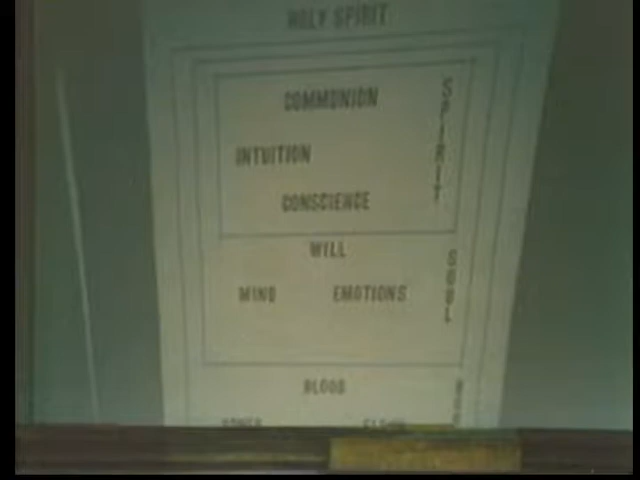 HOLY SPIRIT
COMMUNION
SPIRIT
INTUITION
CONSCIENCE
WILL
SOUL
MIND EMOTIONS
BLOOD